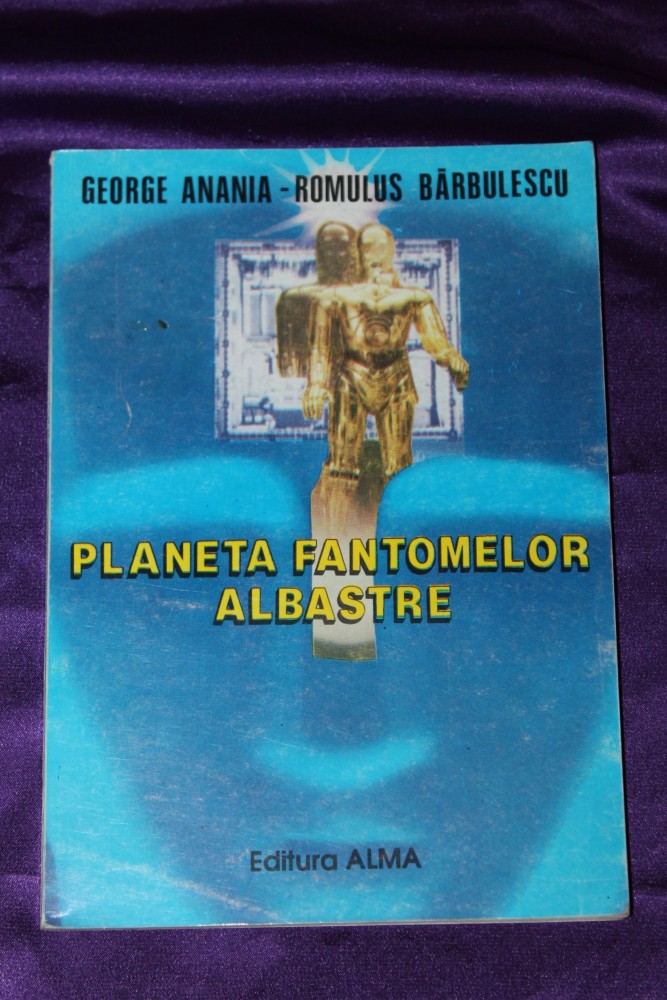 GEORGE ANANIA - ROMULUS BĂRBULESCU
PLANETA FANTOMELOR
ALBASTRE
Editura ALMA